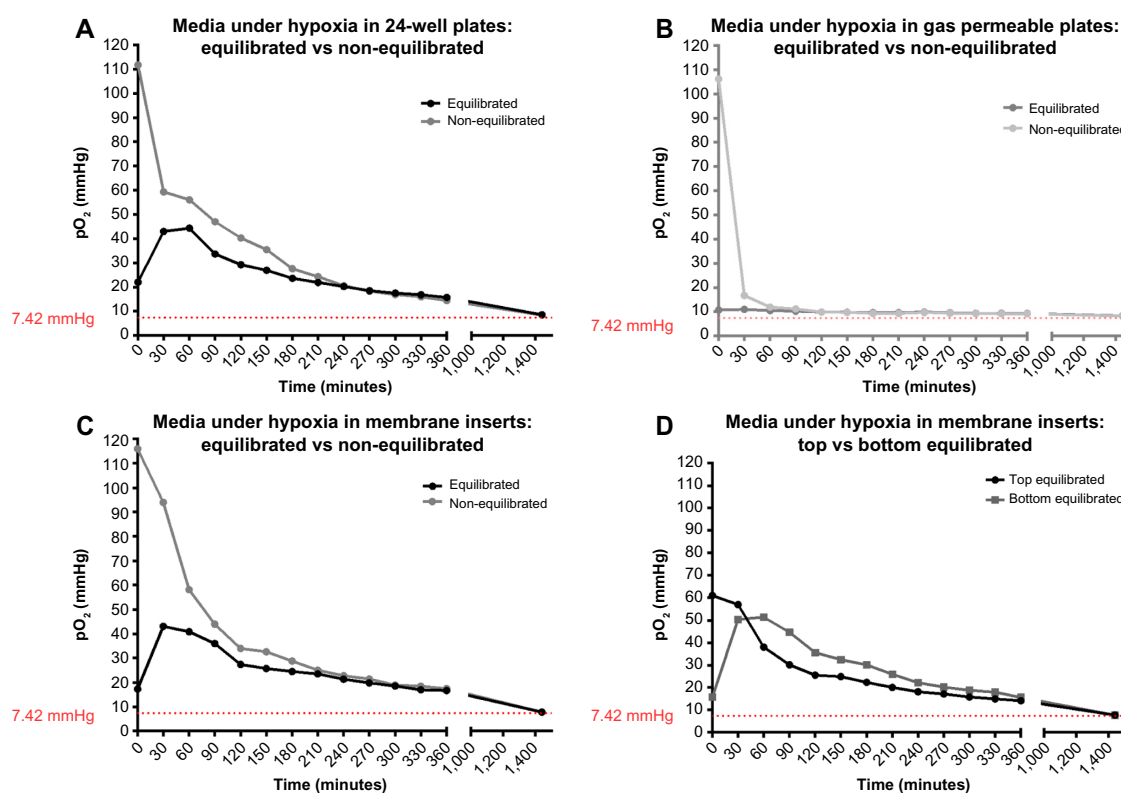 A
Media under hypoxia in 24-well plates:
equilibrated vs non-equilibrated
120
110
100
90
80
70
60
50
40
30
20
10
0
pO2 (mmHg)
7.42 mmHg
Equilibrated
Non-equilibrated
0 30 60 90 120 150 180 210 240 270 300 330 360 1,000 1,200 1,400
Time (minutes)
B
Media under hypoxia in gas permeable plates:
equilibrated vs non-equilibrated
120
110
100
90
80
70
60
50
40
30
20
10
0
pO2 (mmHg)
7.42 mmHg
Equilibrated
Non-equilibrated
0 30 60 90 120 150 180 210 240 270 300 330 360 1,000 1,200 1,400
Time (minutes)
C
Media under hypoxia in membrane inserts:
equilibrated vs non-equilibrated
120
110
100
90
80
70
60
50
40
30
20
10
0
pO2 (mmHg)
7.42 mmHg
Equilibrated
Non-equilibrated
0 30 60 90 120 150 180 210 240 270 300 330 360 1,000 1,200 1,400
Time (minutes)
D
Media under hypoxia in membrane inserts:
top vs bottom equilibrated
120
110
100
90
80
70
60
50
40
30
20
10
0
pO2 (mmHg)
7.42 mmHg
Top equilibrated
Bottom equilibrated
0 30 60 90 120 150 180 210 240 270 300 330 360 1,000 1,200 1,400
Time (minutes)